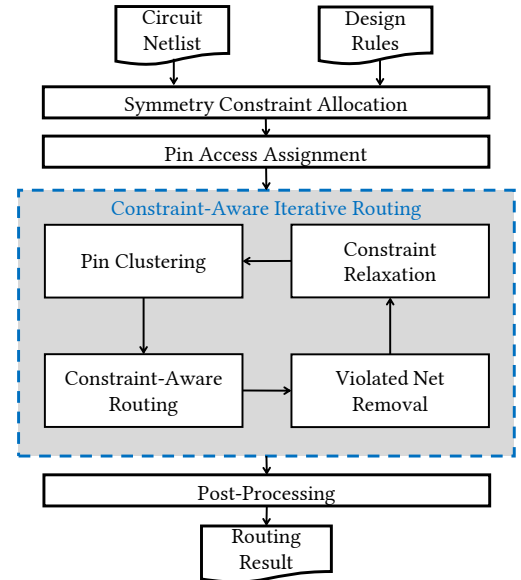 Circuit
Netlist
Design
Rules
Symmetry Constraint Allocation
Pin Access Assignment
Constraint-Aware Iterative Routing
Pin Clustering
Constraint
Relaxation
Constraint-Aware
Routing
Violated Net
Removal
Post-Processing
Routing
Result